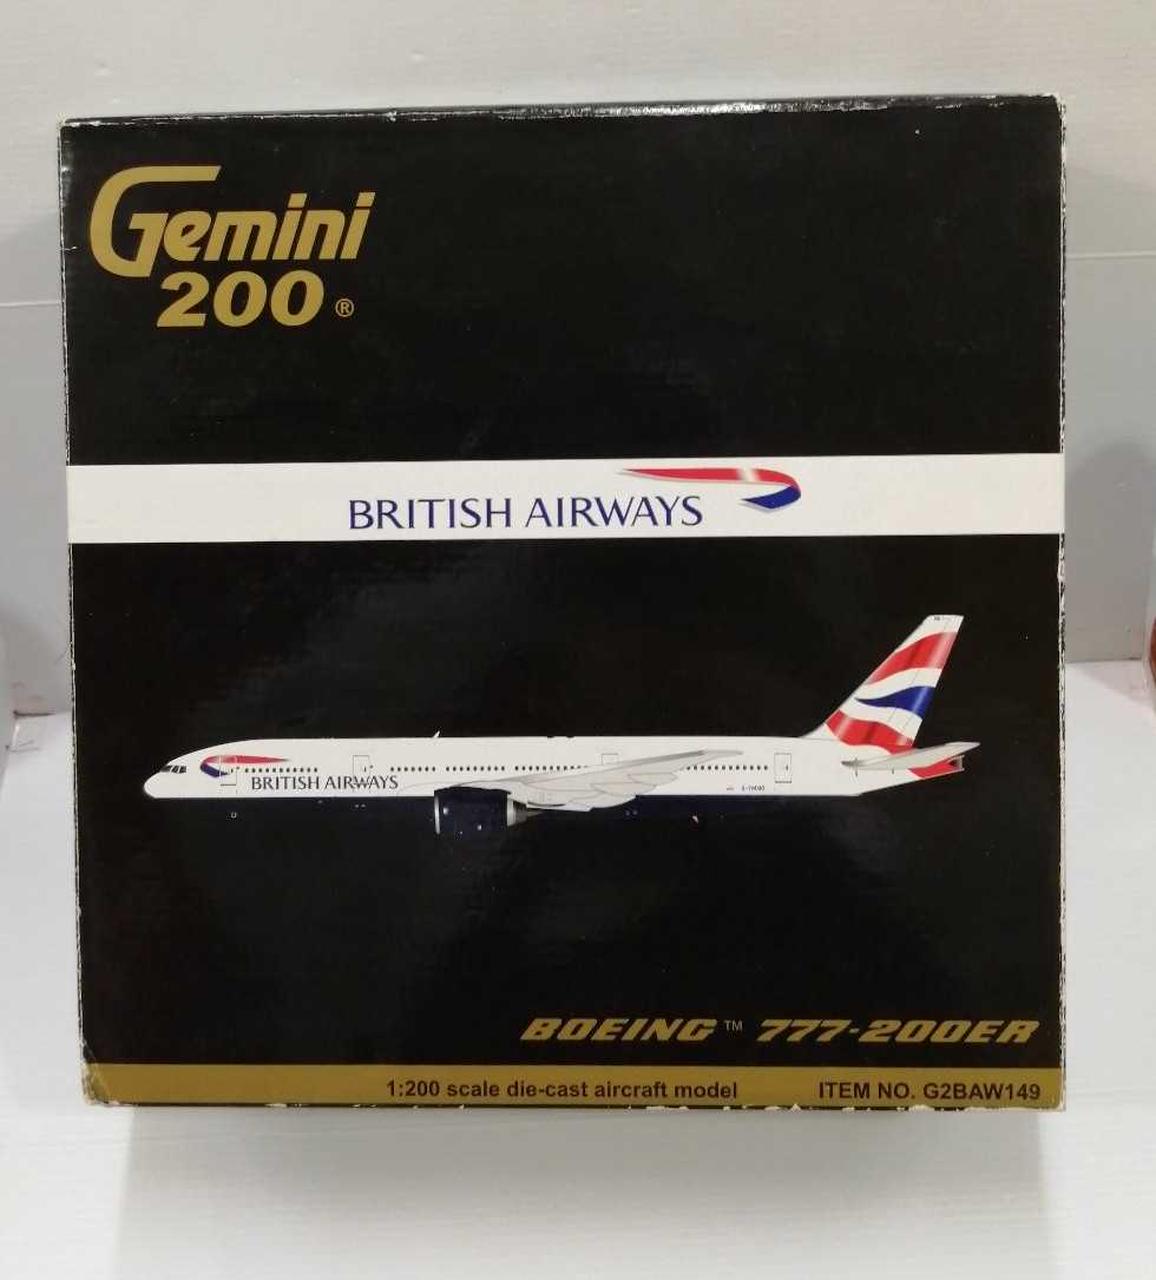 Gemini
200 ®
BRITISH AIRWAYS
BRITISH AIRWAYS
BOEING™ 777-200ER
1:200 scale die-cast aircraft model
ITEM NO. G2BAW149